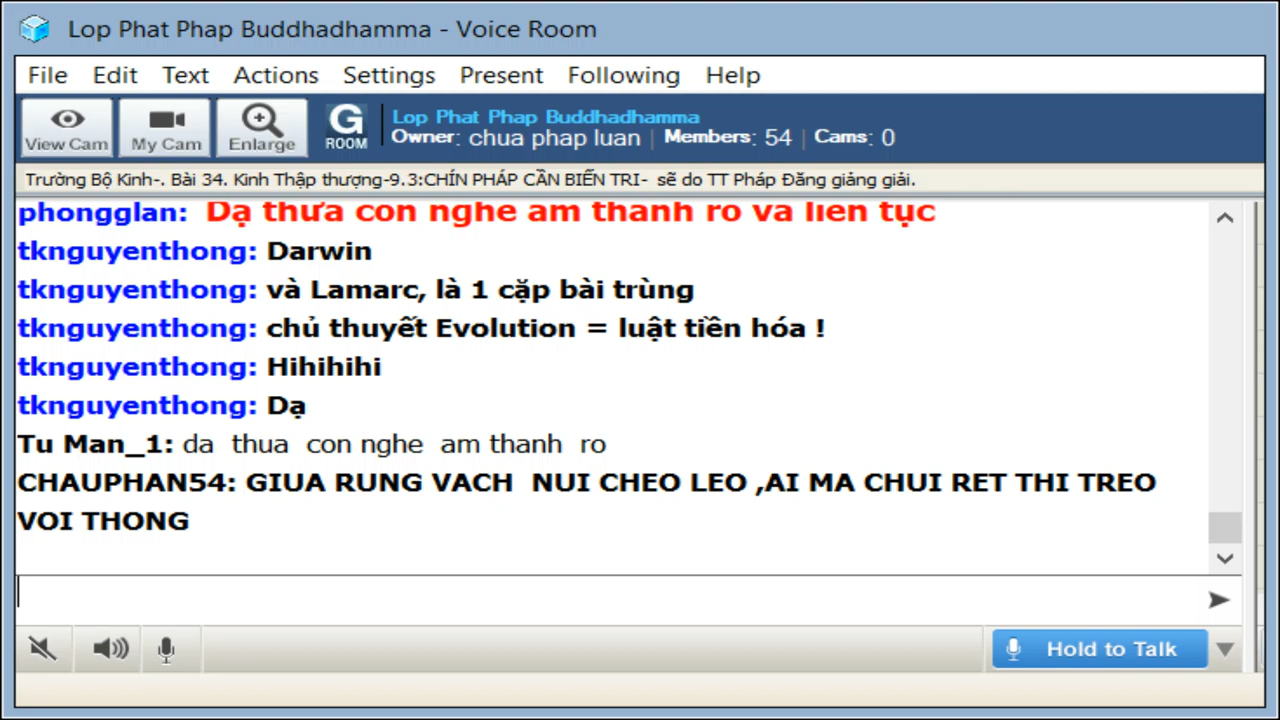 Lop Phat Phap Buddhadhamma - Voice Room
File Edit Text Actions Settings Present Following Help
View Cam My Cam Enlarge G ROOM Lop Phat Phap Buddhadhamma
Owner: chua phap luan | Members: 54 | Cams: 0
Trường Bộ Kinh-. Bài 34. Kinh Thập thượng-9.3:CHÍN PHÁP CẦN BIẾN TRI- sẽ do TT Pháp Đăng giảng giải.
phongglan: Dạ thưa con nghe âm thanh rõ và liên tục
tknguyenthong: Darwin
tknguyenthong: và Lamarc, là 1 cặp bài trùng
tknguyenthong: chủ thuyết Evolution = luật tiền hóa !
tknguyenthong: Hihihihi
tknguyenthong: Dạ
Tu Man_1: da thua con nghe am thanh ro
CHAUPHAN54: GIUA RUNG VACH NUI CHEO LEO ,AI MA CHUI RET THI TREO
VOI THONG
Hold to Talk